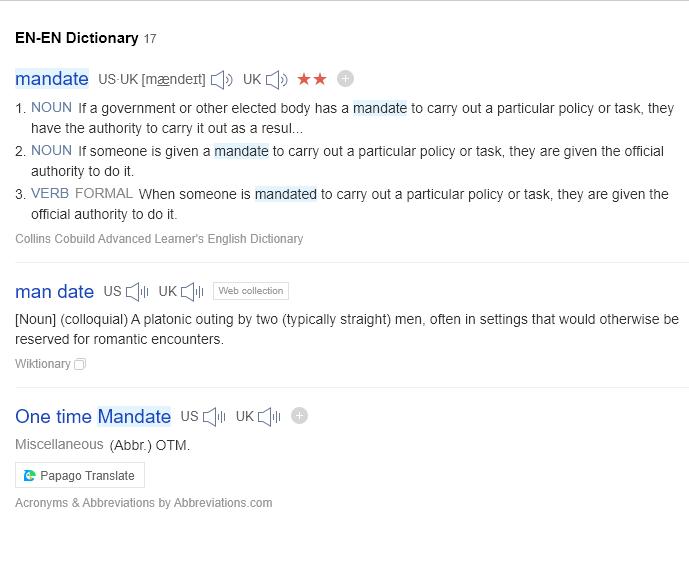 EN-EN Dictionary 17
mandate US·UK [mændeɪt] UK
1. NOUN If a government or other elected body has a mandate to carry out a particular policy or task, they
have the authority to carry it out as a resul...
2. NOUN If someone is given a mandate to carry out a particular policy or task, they are given the official
authority to do it.
3. VERB FORMAL When someone is mandated to carry out a particular policy or task, they are given the
official authority to do it.
Collins Cobuild Advanced Learner's English Dictionary
man date US UK Web collection
[Noun] (colloquial) A platonic outing by two (typically straight) men, often in settings that would otherwise be
reserved for romantic encounters.
Wiktionary
One time Mandate US UK
Miscellaneous (Abbr.) OTM.
Papago Translate
Acronyms & Abbreviations by Abbreviations.com